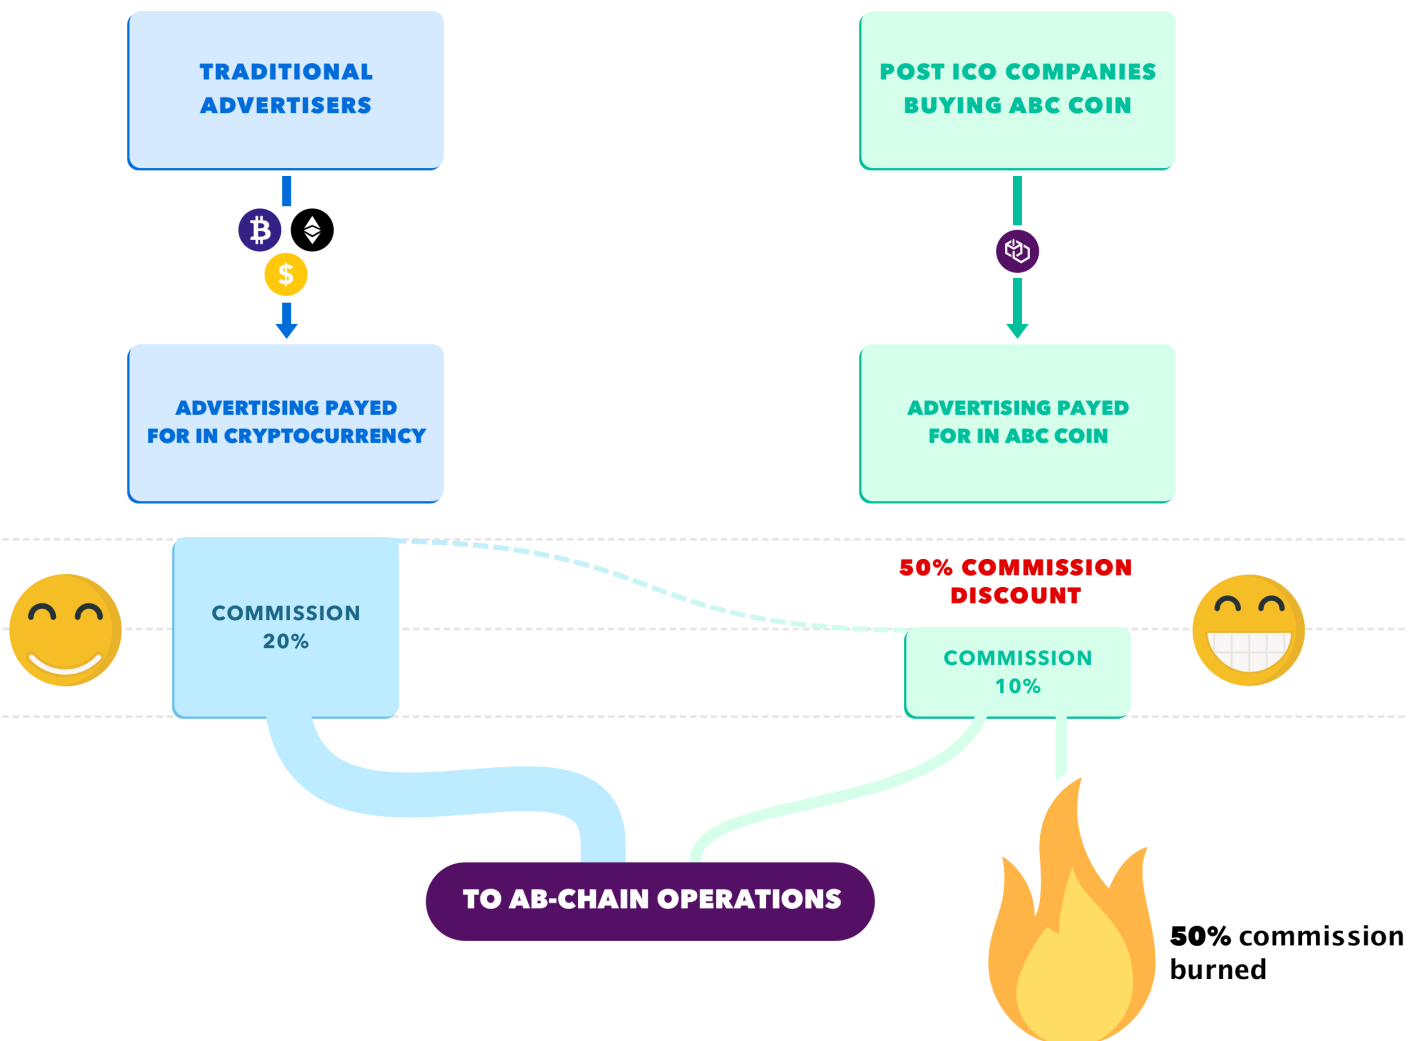 TRADITIONAL
ADVERTISERS
POST ICO COMPANIES
BUYING ABC COIN
$
ADVERTISING PAYED
FOR IN CRYPTOCURRENCY
ADVERTISING PAYED
FOR IN ABC COIN
COMMISSION
20%
50% COMMISSION
DISCOUNT
COMMISSION
10%
TO AB-CHAIN OPERATIONS
50% commission
burned